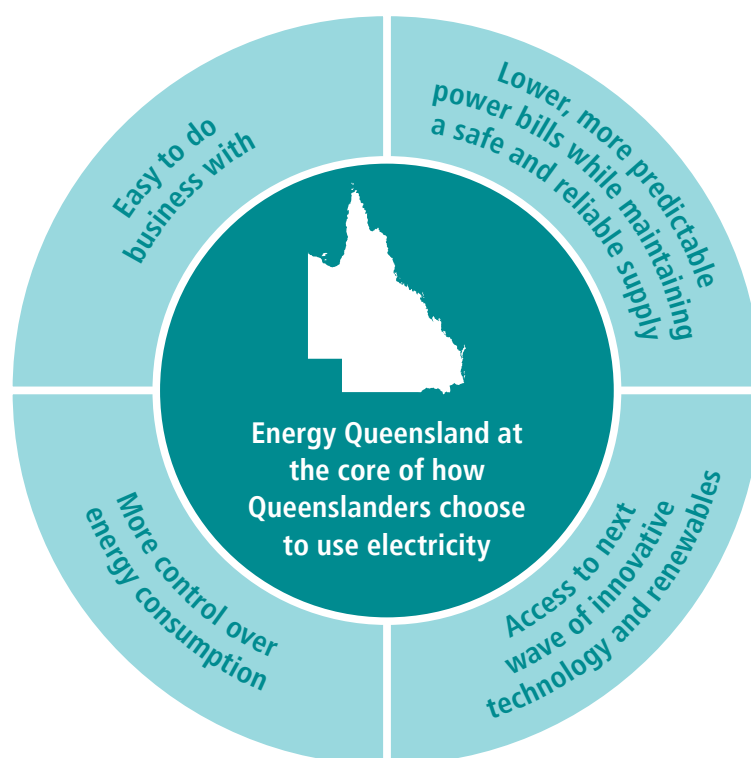 Easy to do
business with
Lower, more predictable
power bills while maintaining
a safe and reliable supply
Energy Queensland at
the core of how
Queenslanders choose
to use electricity
More control over
energy consumption
Access to next
wave of innovative
technology and renewables